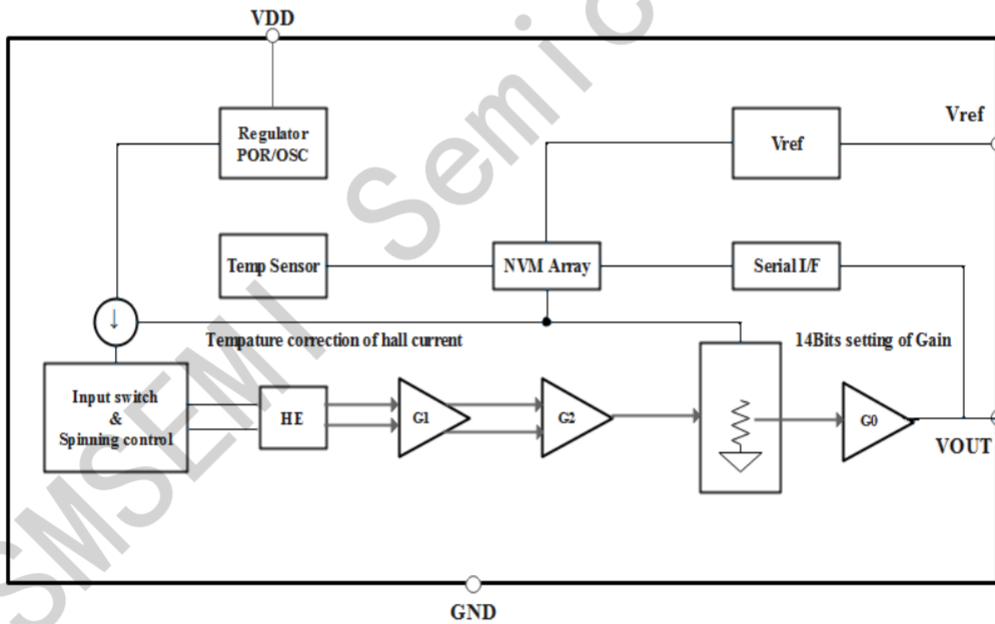 VDD
Regulator
POR/OSC
Vref
Vref
Temp Sensor
NVM Array
Serial I/F
↓
Tempature correction of hall current
14Bits setting of Gain
Input switch
&
Spinning control
HE
G1
G2
G0
VOUT
GND
SMSEMI Semic